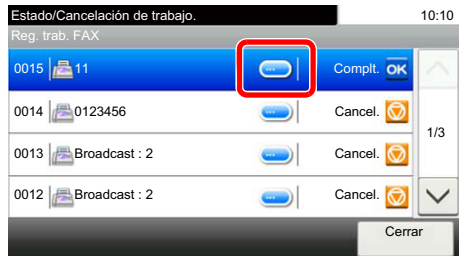 Estado/Cancelación de trabajo. 10:10
Reg. trab. FAX
0015 11 ... Complt. OK
0014 0123456 ... Cancel.
0013 Broadcast : 2 ... Cancel.
1/3
0012 Broadcast : 2 ... Cancel.
Cerrar